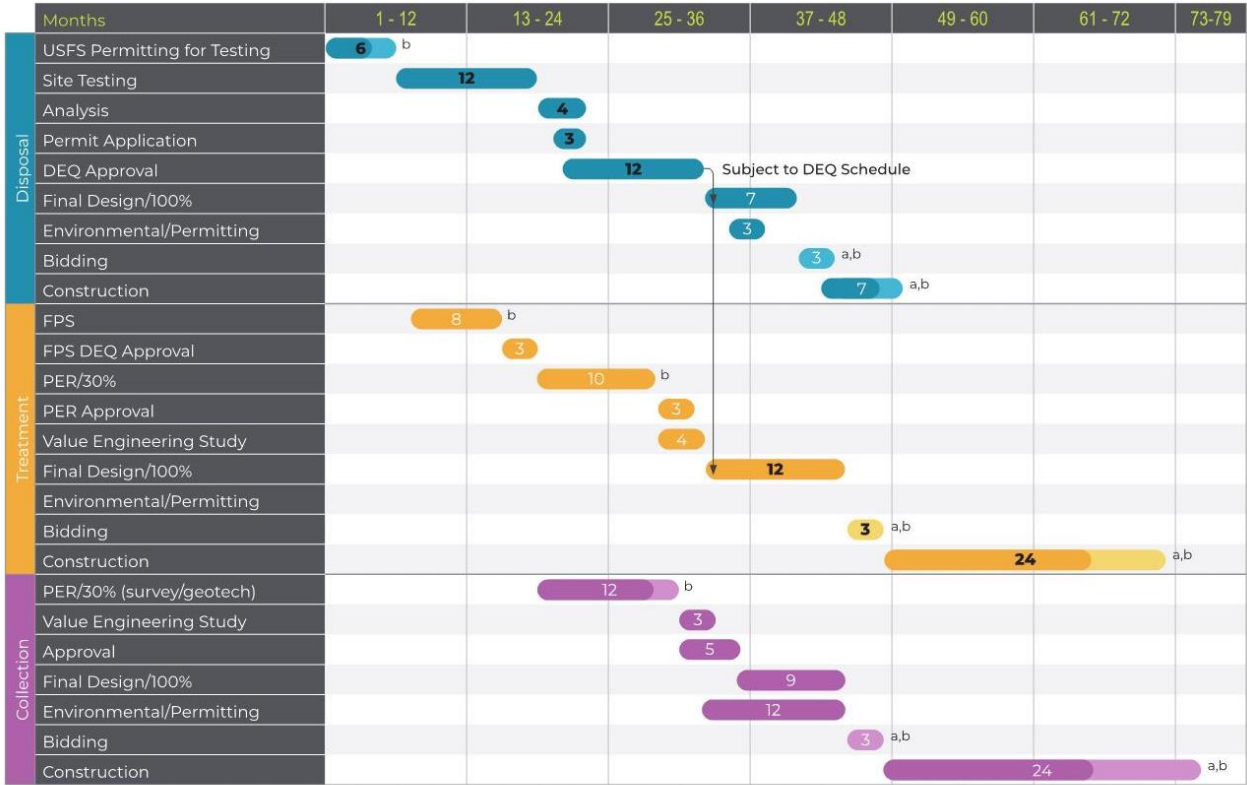 Months 1 - 12 13 - 24 25 - 36 37 - 48 49 - 60 61 - 72 73-79
Disposal
USFS Permitting for Testing 6 b
Site Testing 12
Analysis 4
Permit Application 3
DEQ Approval 12 Subject to DEQ Schedule
Final Design/100% 7
Environmental/Permitting 3
Bidding 3 a,b
Construction 7 a,b
Treatment
FPS 8 b
FPS DEQ Approval 3
PER/30% 10 b
PER Approval 3
Value Engineering Study 4
Final Design/100% 12
Environmental/Permitting
Bidding 3 a,b
Construction 24 a,b
Collection
PER/30% (survey/geotech) 12 b
Value Engineering Study 3
Approval 5
Final Design/100% 9
Environmental/Permitting 12
Bidding 3 a,b
Construction 24 a,b